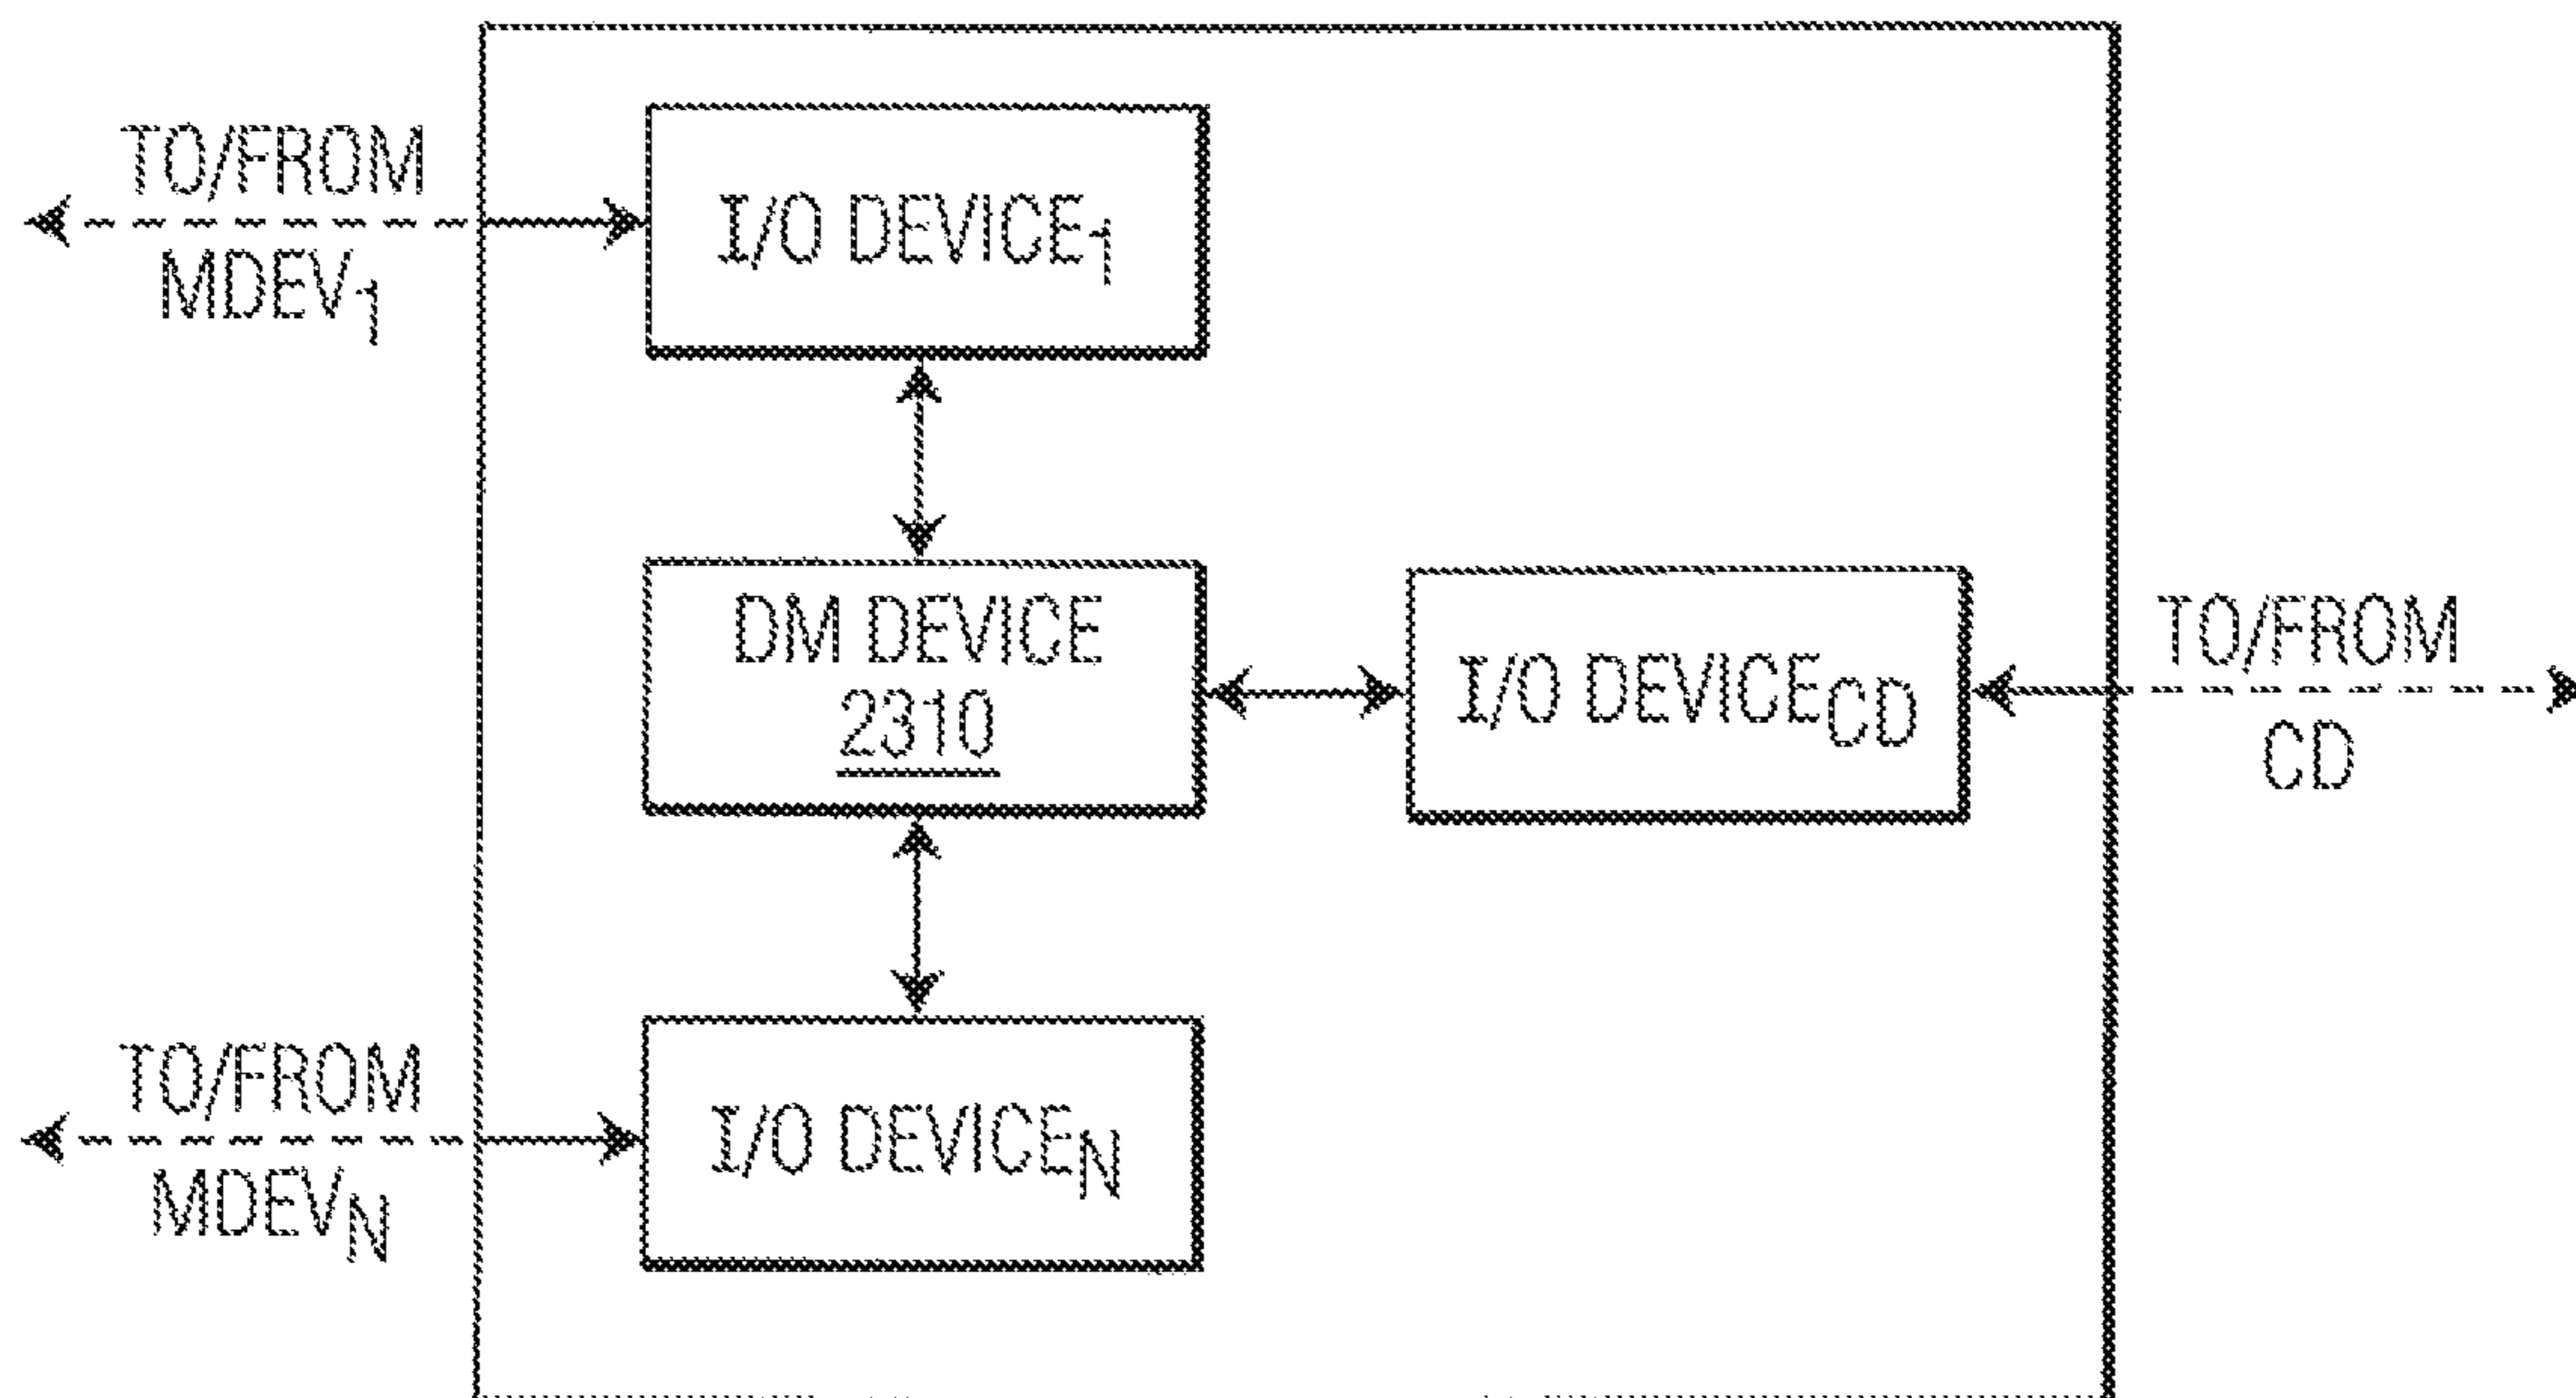 TO/FROM
MDEV1
I/O DEVICE1
DM DEVICE
2310
I/O DEVICECD
TO/FROM
CD
TO/FROM
MDEVN
I/O DEVICEN